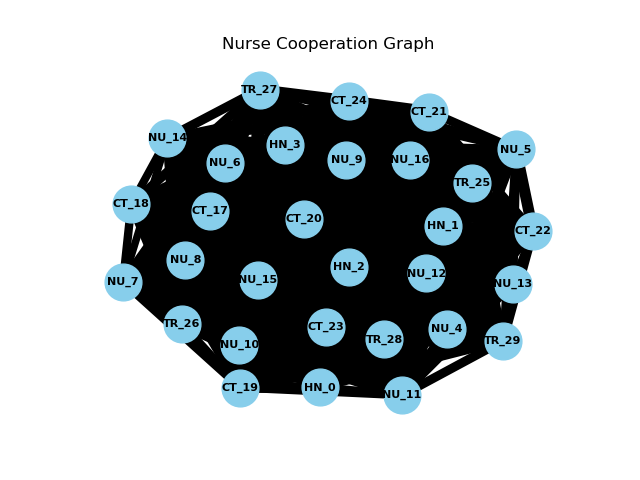 Nurse Cooperation Graph
TR_27
CT_24
CT_21
NU_14
NU_5
HN_3
NU_6
NU_9
NU_16
TR_25
CT_18
CT_17
CT_20
HN_1
CT_22
NU_8
NU_15
HN_2
NU_12
NU_7
NU_13
TR_26
CT_23
NU_4
NU_10
TR_28
TR_29
CT_19
HN_0
NU_11